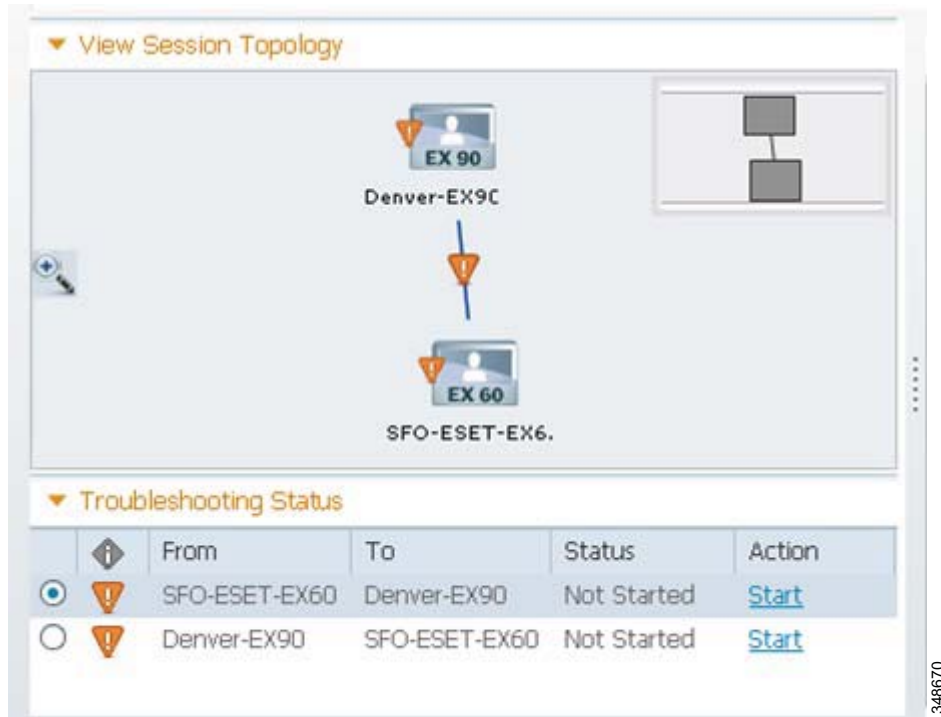 View Session Topology
EX 90
Denver-EX9C
EX 60
SFO-ESET-EX6.
Troubleshooting Status
From To Status Action
SFO-ESET-EX60 Denver-EX90 Not Started Start
Denver-EX90 SFO-ESET-EX60 Not Started Start
348670